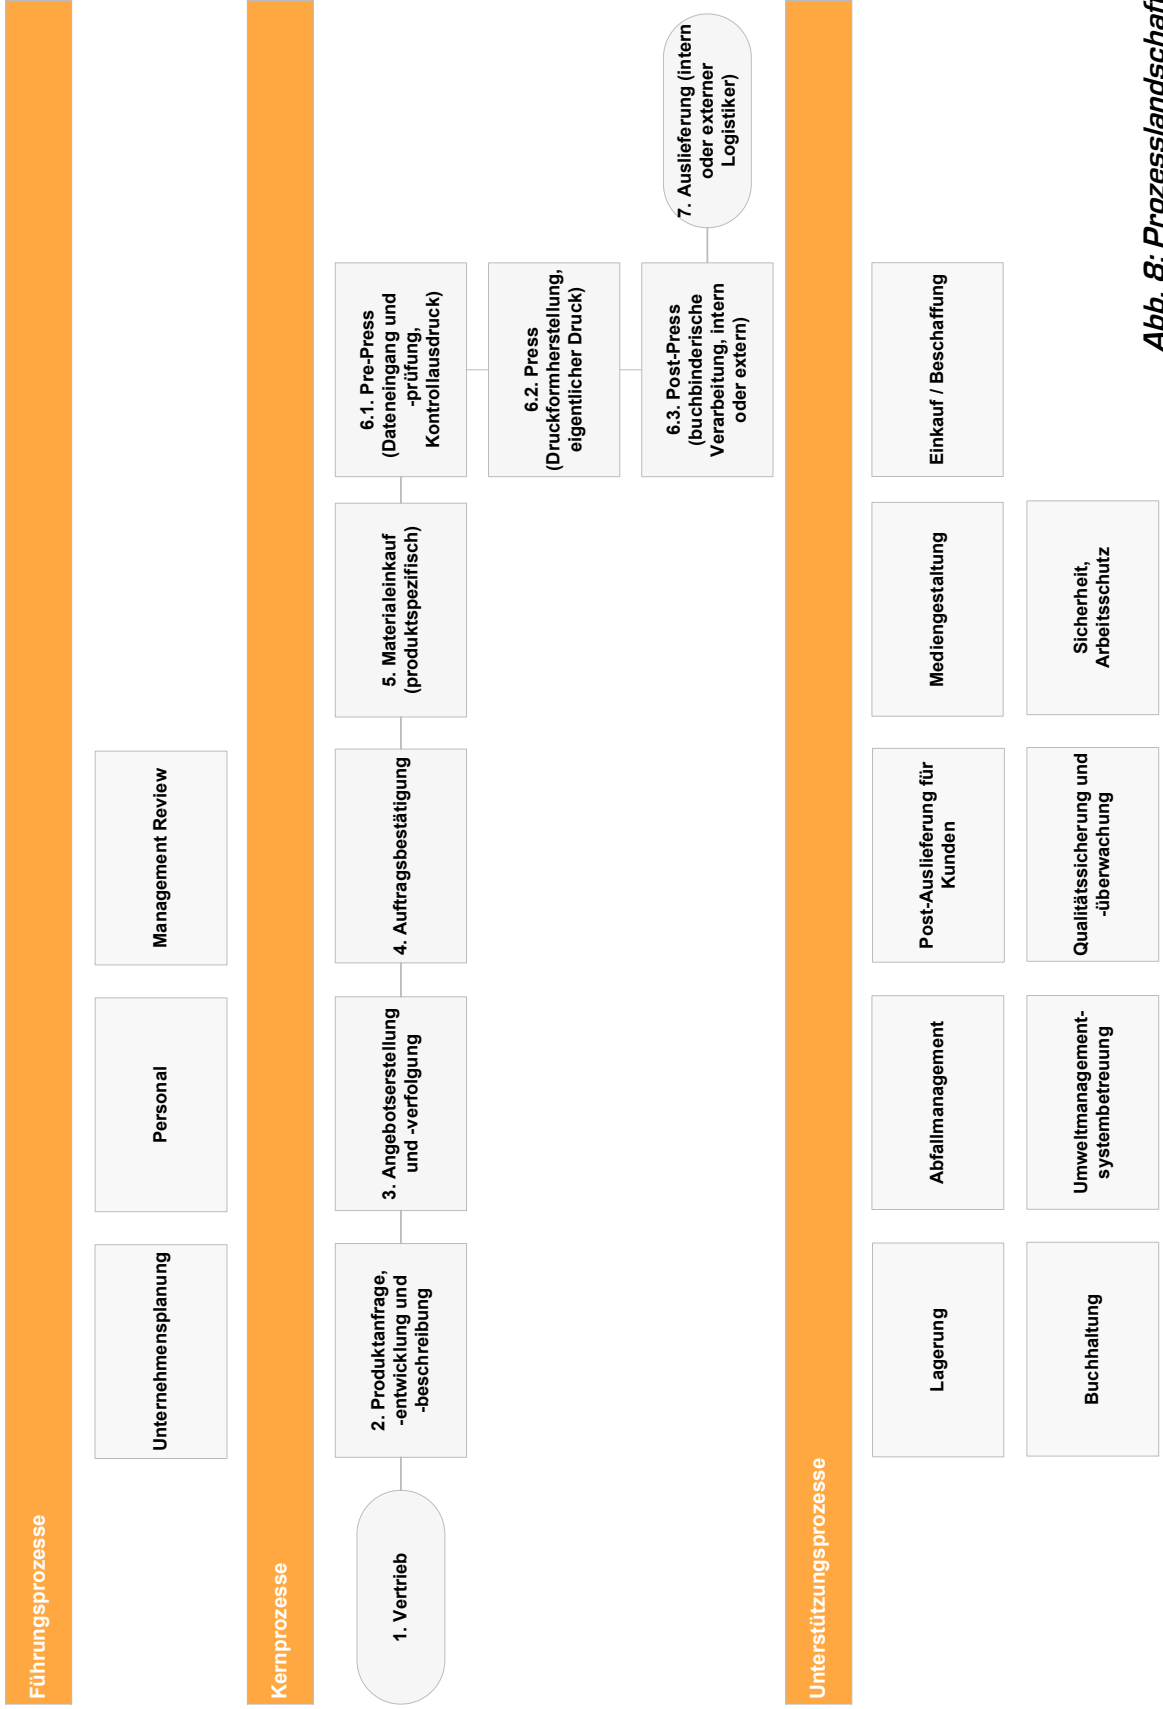 Führungsprozesse
Unternehmensplanung
Personal
Management Review
Kernprozesse
1. Vertrieb
2. Produktanfrage,
-entwicklung und
-beschreibung
3. Angebotserstellung
und -verfolgung
4. Auftragsbestätigung
5. Materialeinkauf
(produktspezifisch)
6.1. Pre-Press
(Dateneingang und
-prüfung,
Kontrollausdruck)
6.2. Press
(Druckformherstellung,
eigentlicher Druck)
6.3. Post-Press
(buchbinderische
Verarbeitung, intern
oder extern)
7. Auslieferung (intern
oder externer
Logistiker)
Unterstützungsprozesse
Lagerung
Abfallmanagement
Post-Auslieferung für
Kunden
Mediengestaltung
Einkauf / Beschaffung
Buchhaltung
Umweltmanagement-
systembetreuung
Qualitätssicherung und
-überwachung
Sicherheit,
Arbeitsschutz
Abb. 8: Prozesslandschaft